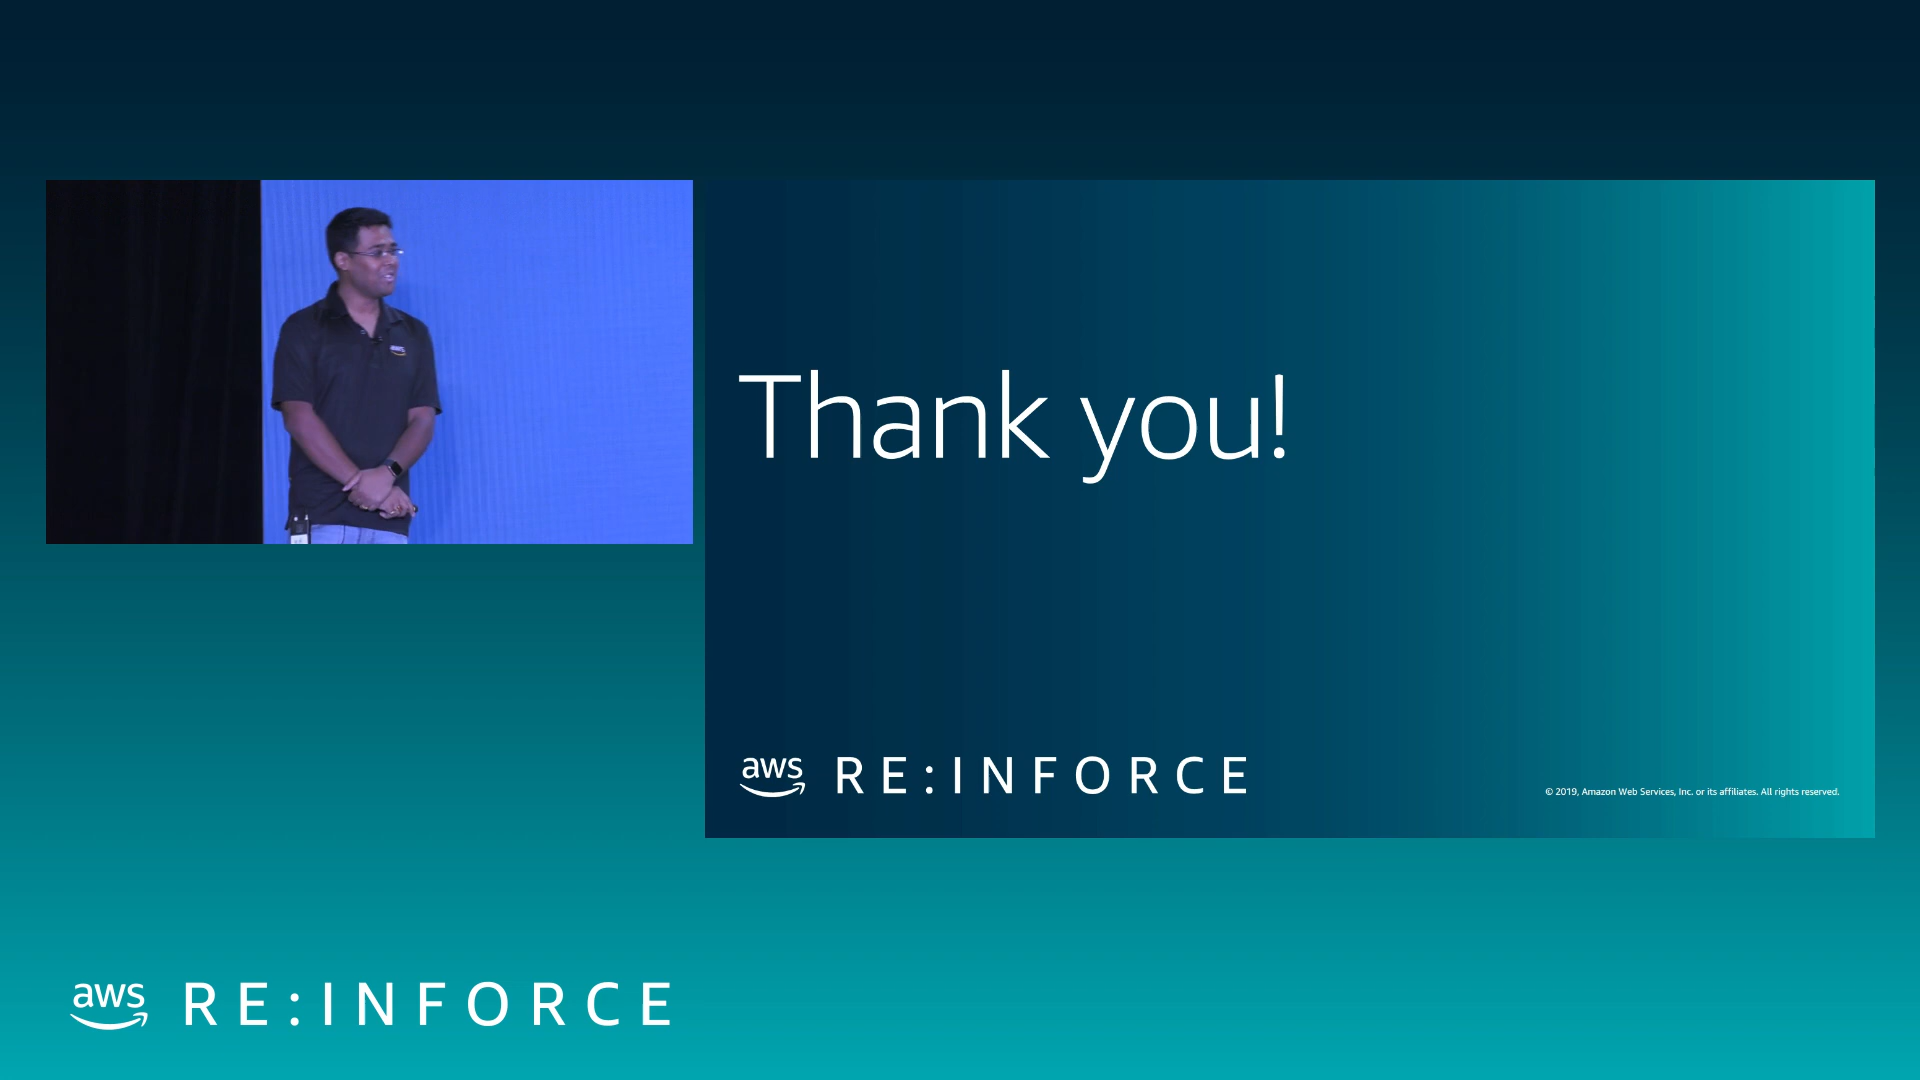 aws
Thank you!
aws RE:INFORCE
© 2019, Amazon Web Services, Inc. or its affiliates. All rights reserved.
aws RE:INFORCE